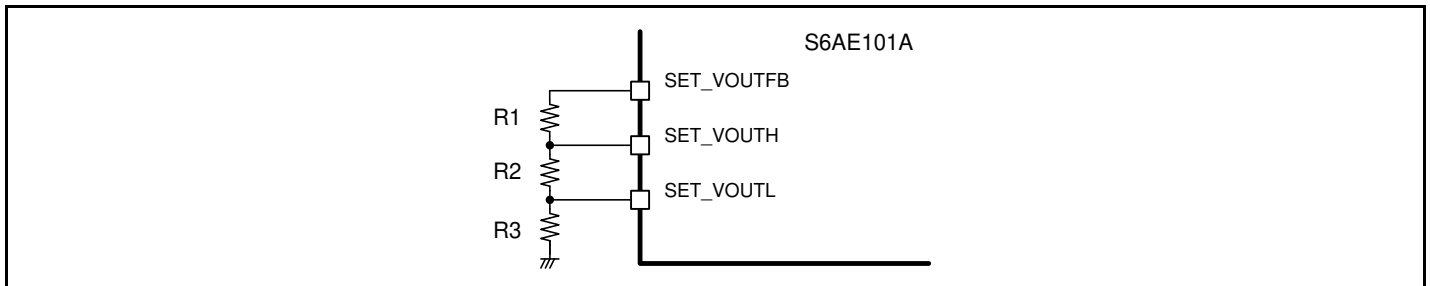 S6AE101A
SET_VOUTFB
R1
SET_VOUTH
R2
SET_VOUTL
R3